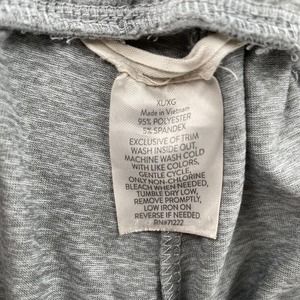 XL/XG
Made in Vietnam
95% POLYESTER
5% SPANDEX
EXCLUSIVE OF TRIM
WASH INSIDE OUT.
MACHINE WASH COLD
WITH LIKE COLORS,
GENTLE CYCLE,
ONLY NON-CHLORINE
BLEACH WHEN NEEDED,
TUMBLE DRY LOW,
REMOVE PROMPTLY,
LOW IRON ON
REVERSE IF NEEDED.
RN#71222